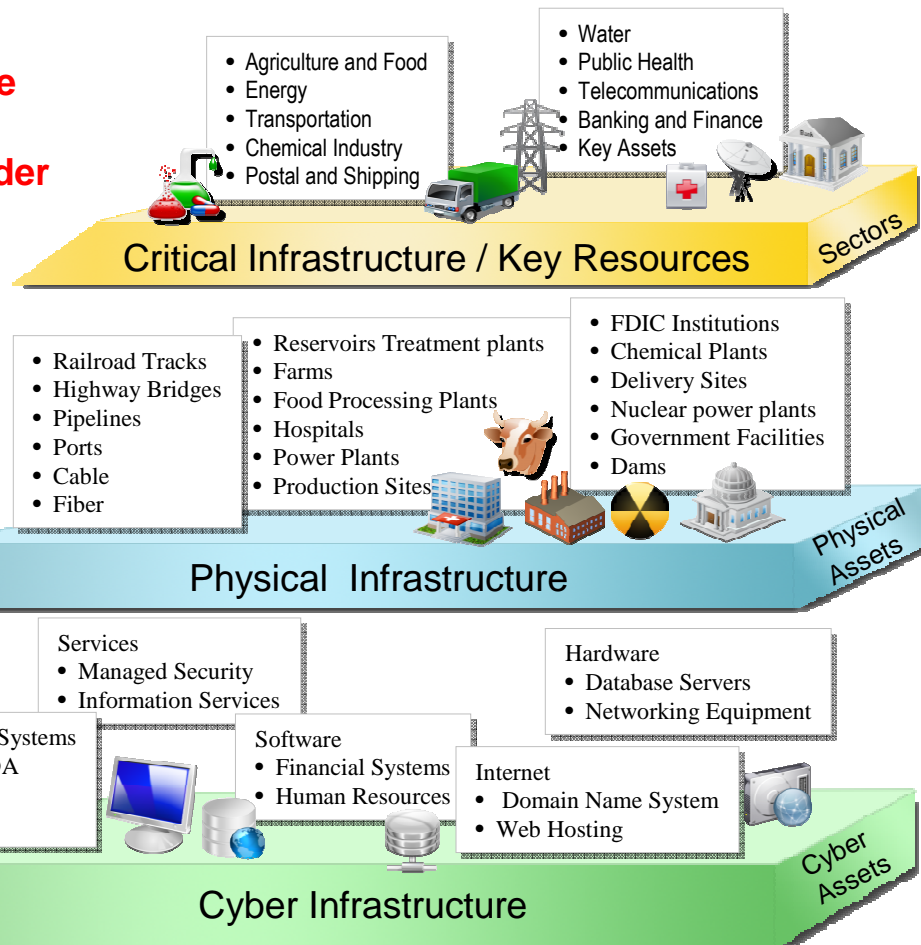 • Agriculture and Food
• Energy
• Transportation
• Chemical Industry
• Postal and Shipping
• Water
• Public Health
• Telecommunications
• Banking and Finance
• Key Assets
Critical Infrastructure / Key Resources
Sectors
• Railroad Tracks
• Highway Bridges
• Pipelines
• Ports
• Cable
• Fiber
• Reservoirs Treatment plants
• Farms
• Food Processing Plants
• Hospitals
• Power Plants
• Production Sites
• FDIC Institutions
• Chemical Plants
• Delivery Sites
• Nuclear power plants
• Government Facilities
• Dams
Physical Infrastructure
Physical
Assets
Services
• Managed Security
• Information Services
Systems
Software
• Financial Systems
• Human Resources
Internet
• Domain Name System
• Web Hosting
Hardware
• Database Servers
• Networking Equipment
Cyber Infrastructure
Cyber
Assets